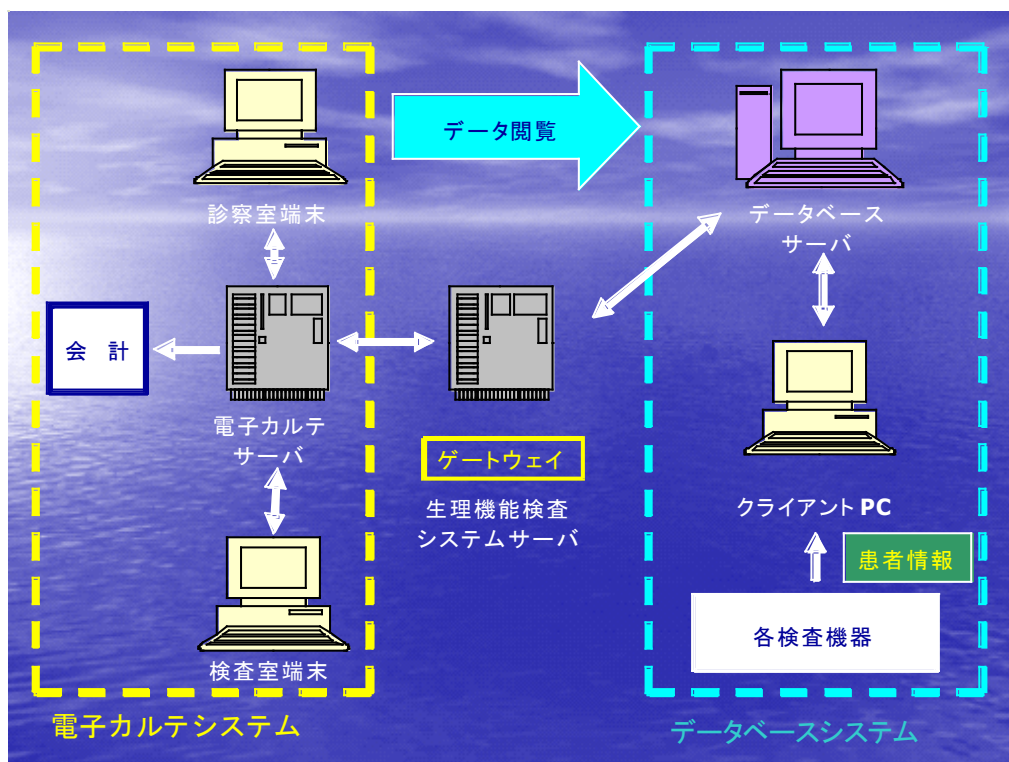 データ閲覧
診察室端末
データベース
サーバ
会 計
電子カルテ
サーバ
ゲートウェイ
生理機能検査
システムサーバ
クライアント PC
患者情報
各検査機器
検査室端末
電子カルテシステム
データベースシステム